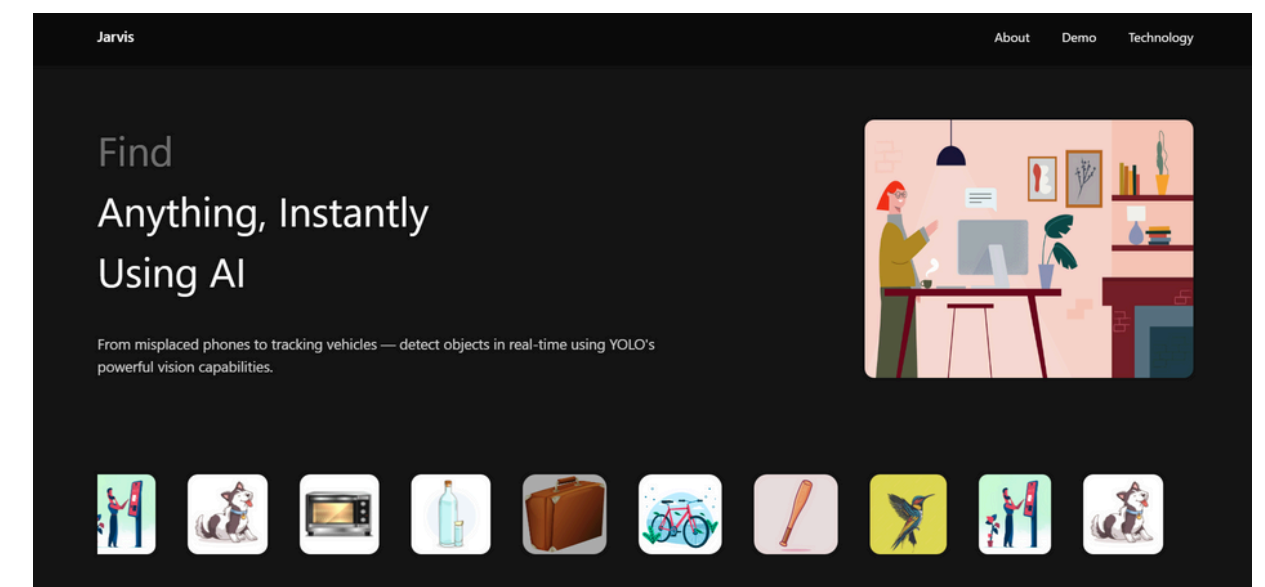 Jarvis
About Demo Technology
Find
Anything, Instantly
Using AI
From misplaced phones to tracking vehicles — detect objects in real-time using YOLO's
powerful vision capabilities.